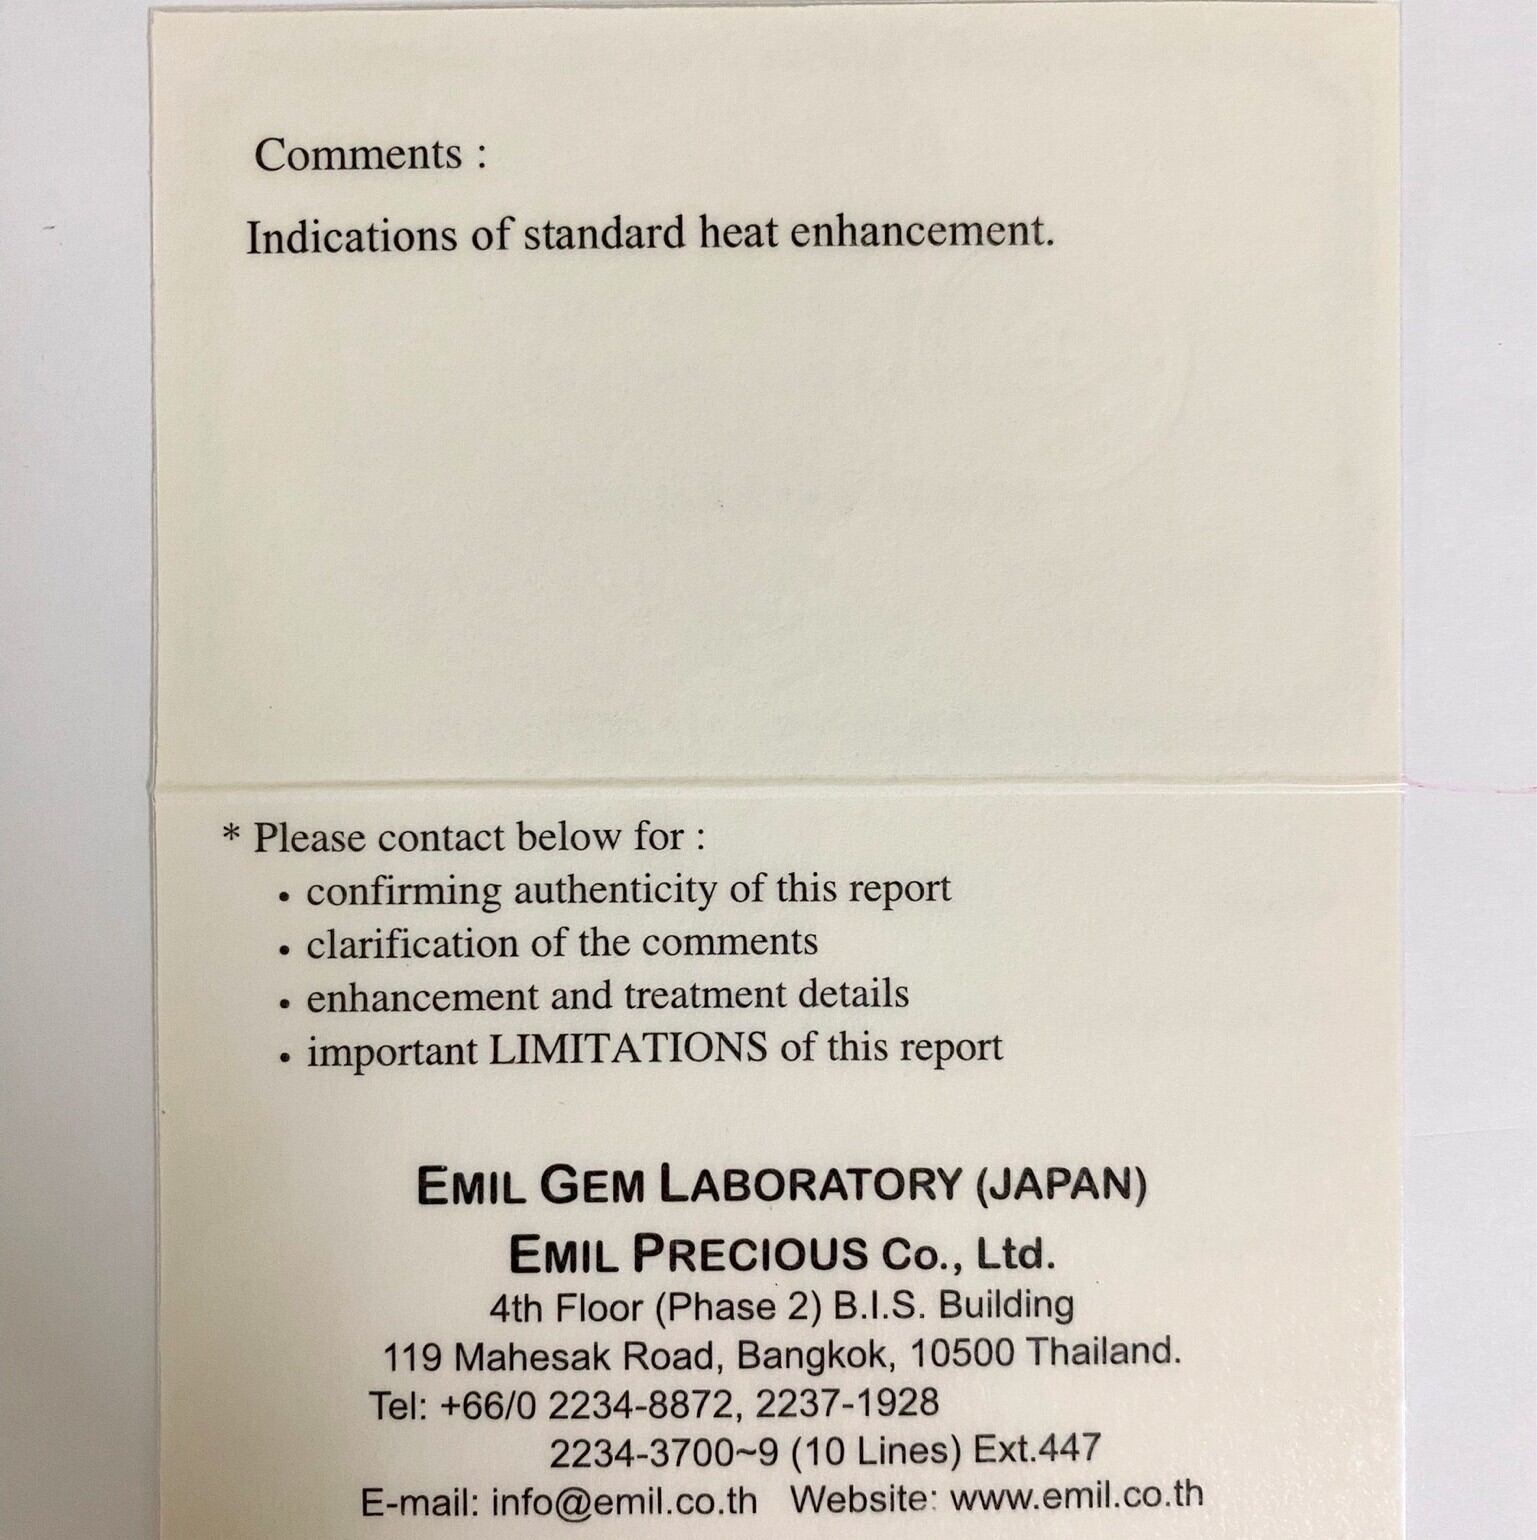 Comments :
Indications of standard heat enhancement.
* Please contact below for :
• confirming authenticity of this report
• clarification of the comments
• enhancement and treatment details
• important LIMITATIONS of this report
EMIL GEM LABORATORY (JAPAN)
EMIL PRECIOUS Co., Ltd.
4th Floor (Phase 2) B.I.S. Building
119 Mahesak Road, Bangkok, 10500 Thailand.
Tel: +66/0 2234-8872, 2237-1928
2234-3700~9 (10 Lines) Ext.447
E-mail: info@emil.co.th Website: www.emil.co.th